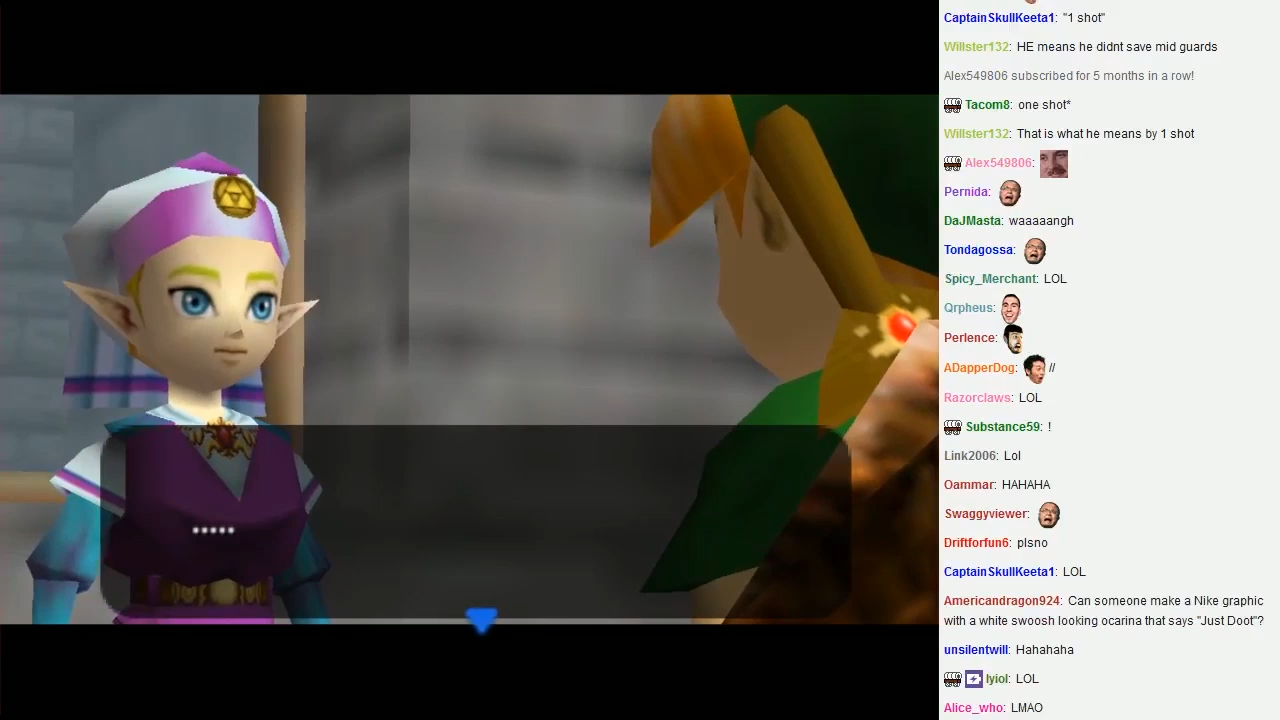 CaptainSkullKeeta1: "1 shot"
Willster132: HE means he didnt save mid guards
Alex549806 subscribed for 5 months in a row!
Tacom8: one shot*
Willster132: That is what he means by 1 shot
Alex549806:
Pernida:
DaJMasta: waaaaangh
Tondagossa:
Spicy_Merchant: LOL
Qrpheus:
Perlence:
ADapperDog: //
Razorclaws: LOL
Substance59: !
Link2006: Lol
Oammar: HAHAHA
Swaggyviewer:
Driftforfun6: plsno
CaptainSkullKeeta1: LOL
Americandragon924: Can someone make a Nike graphic
with a white swoosh looking ocarina that says "Just Doot"?
unsilentwill: Hahahaha
lyiol: LOL
Alice_who: LMAO
.....